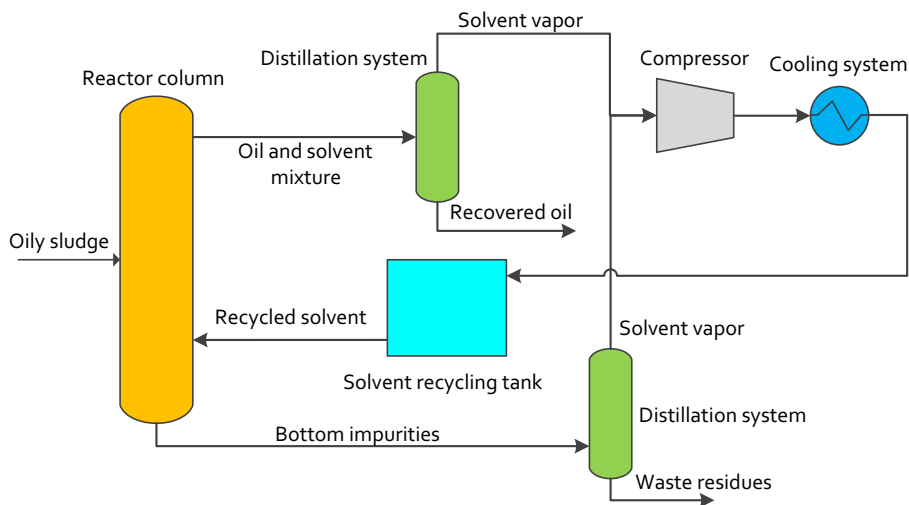 Solvent vapor
Distillation system
Compressor
Cooling system
Reactor column
Oil and solvent
mixture
Recovered oil
Oily sludge
Recycled solvent
Solvent vapor
Solvent recycling tank
Distillation system
Bottom impurities
Waste residues